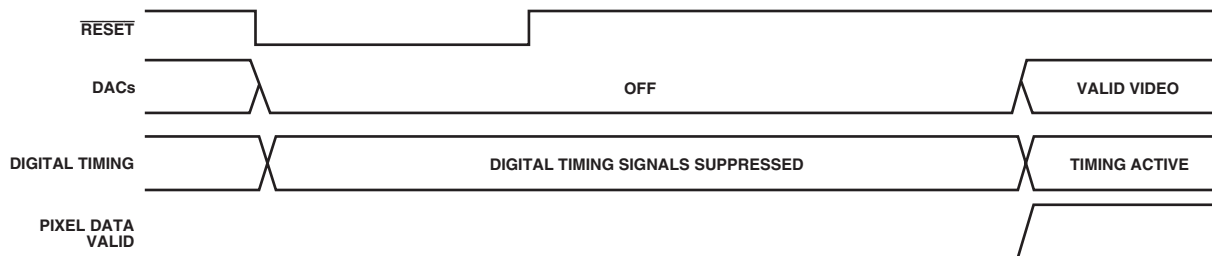 RESET
DACs
OFF
VALID VIDEO
DIGITAL TIMING
DIGITAL TIMING SIGNALS SUPPRESSED
TIMING ACTIVE
PIXEL DATA
VALID